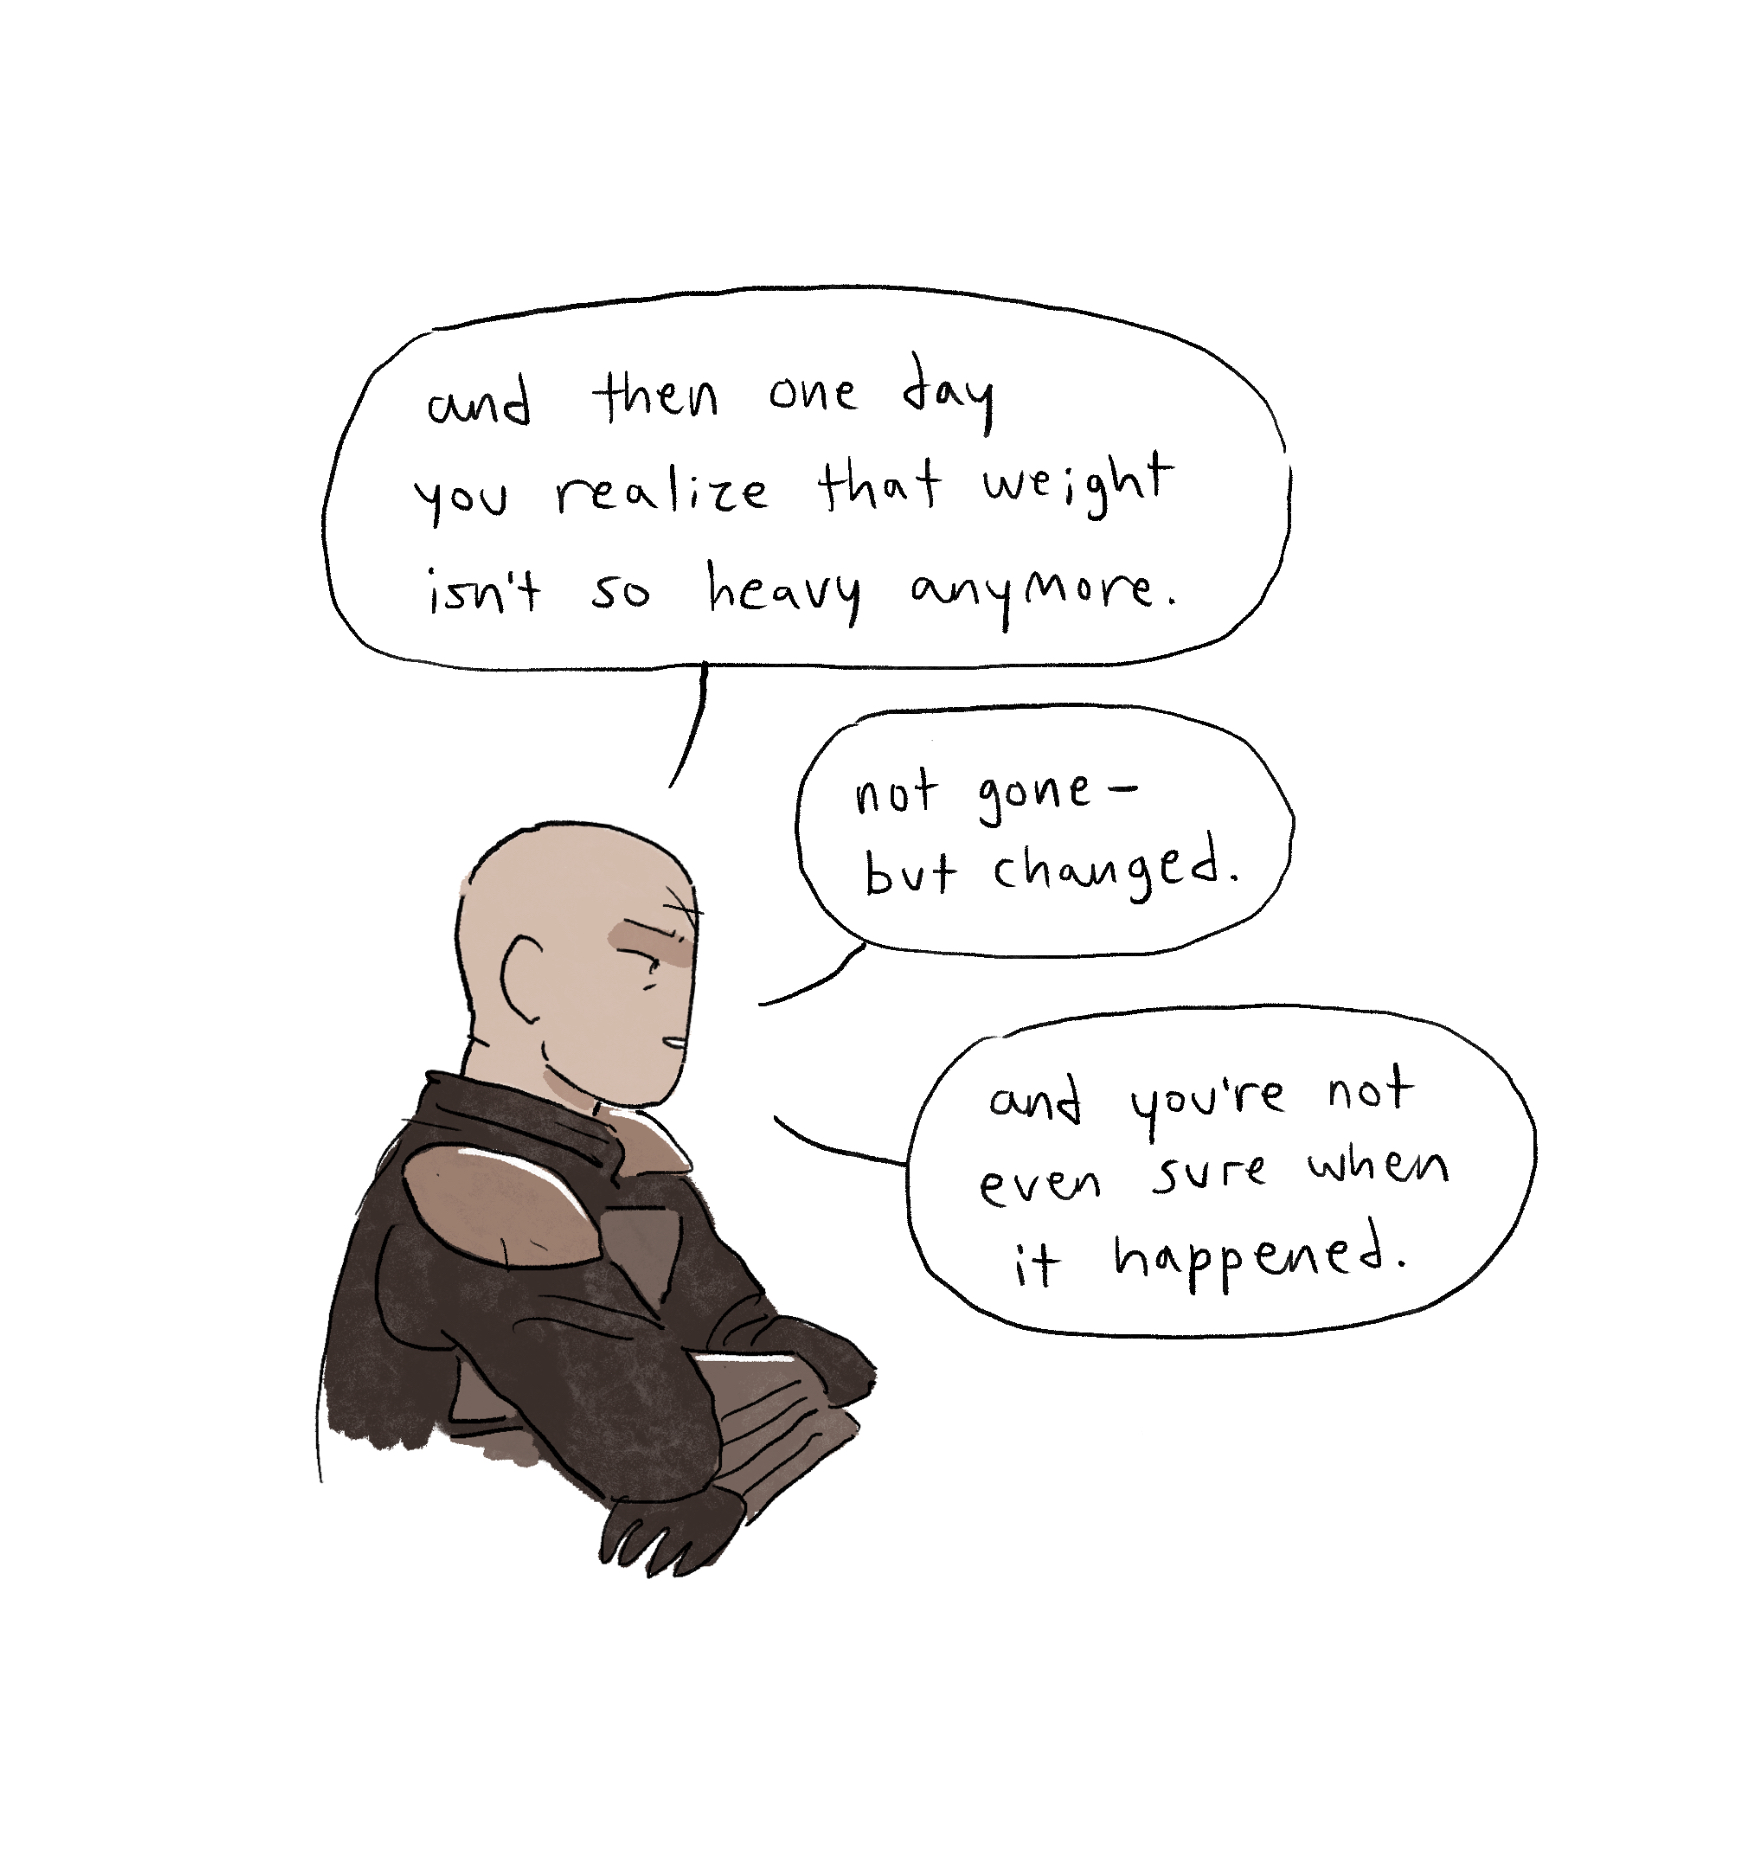 and then one day
you realize that weight
isn't so heavy anymore.
not gone—
but changed.
and you're not
even sure when
it happened.